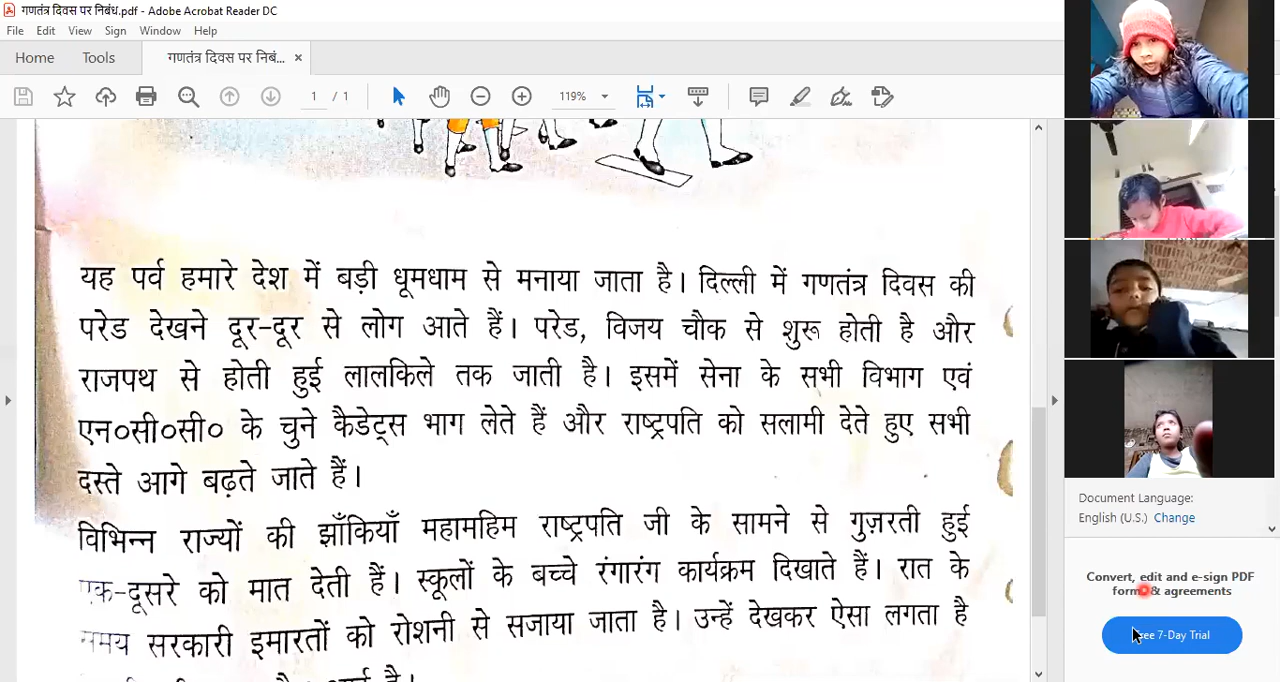 गणतंत्र दिवस पर निबंध.pdf - Adobe Acrobat Reader DC
File Edit View Sign Window Help
Home Tools गणतंत्र दिवस पर निबं... ×
1 / 1 119%
यह पर्व हमारे देश में बड़ी धूमधाम से मनाया जाता है। दिल्ली में गणतंत्र दिवस की
परेड देखने दूर-दूर से लोग आते हैं। परेड, विजय चौक से शुरू होती है और
राजपथ से होती हुई लालकिले तक जाती है। इसमें सेना के सभी विभाग एवं
एन०सी०सी० के चुने कैडेट्स भाग लेते हैं और राष्ट्रपति को सलामी देते हुए सभी
दस्ते आगे बढ़ते जाते हैं।
विभिन्न राज्यों की झाँकियाँ महामहिम राष्ट्रपति जी के सामने से गुज़रती हुई
एक-दूसरे को मात देती हैं। स्कूलों के बच्चे रंगारंग कार्यक्रम दिखाते हैं। रात के
समय सरकारी इमारतों को रोशनी से सजाया जाता है। उन्हें देखकर ऐसा लगता है
Document Language:
English (U.S.) Change
Convert, edit and e-sign PDF
forms & agreements
Free 7-Day Trial